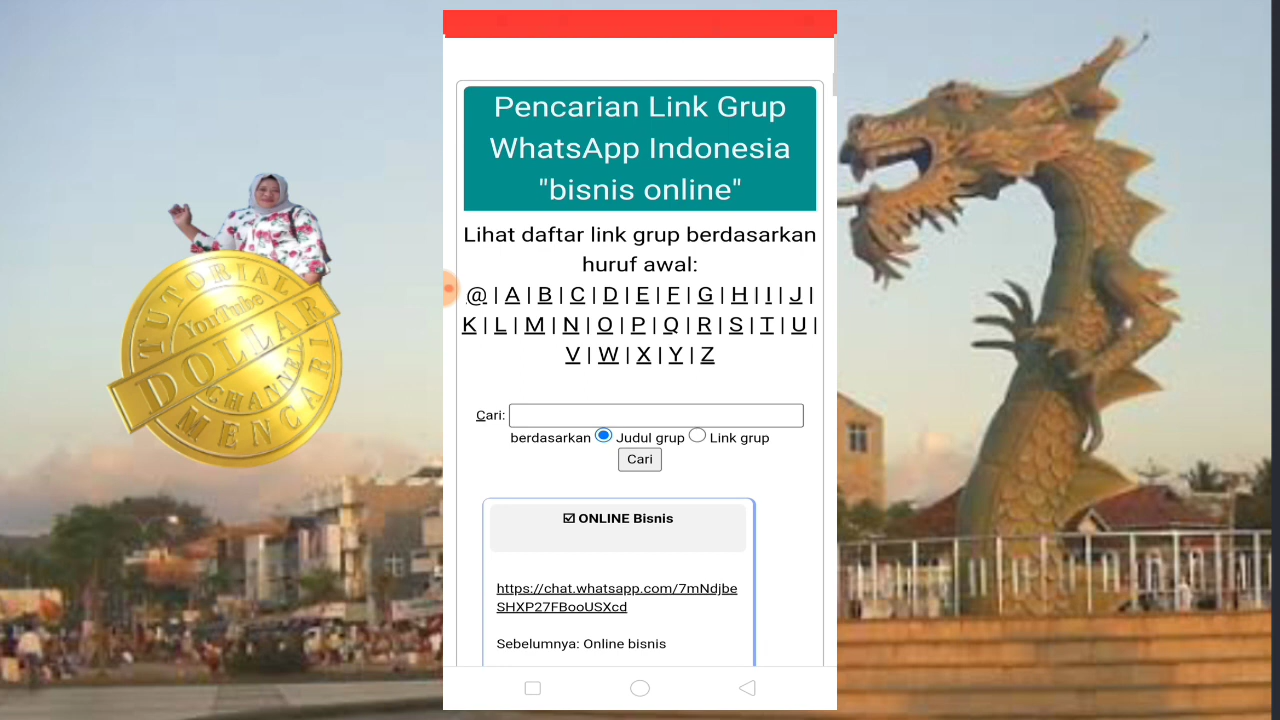 TUTORIAL
YouTube
DOLLAR
CHANNEL
MENCARI
Pencarian Link Grup
WhatsApp Indonesia
"bisnis online"
Lihat daftar link grup berdasarkan
huruf awal:
@ | A | B | C | D | E | F | G | H | I | J |
K | L | M | N | O | P | Q | R | S | T | U |
V | W | X | Y | Z
Cari:
berdasarkan Judul grup Link grup
Cari
☑ ONLINE Bisnis
https://chat.whatsapp.com/7mNdjbe
SHXP27FBooUSXcd
Sebelumnya: Online bisnis